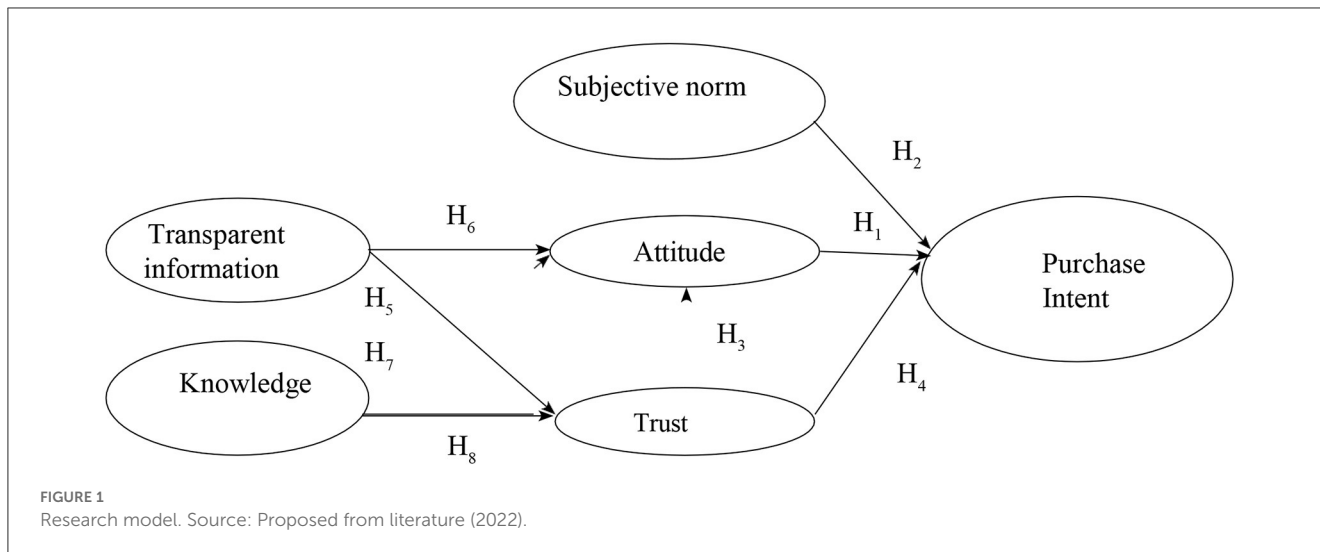 Subjective norm
H₂
Transparent
information
H₆
Attitude
H₁
Purchase
Intent
H₅
H₃
H₇
Knowledge
H₄
Trust
H₈
FIGURE 1
Research model. Source: Proposed from literature (2022).